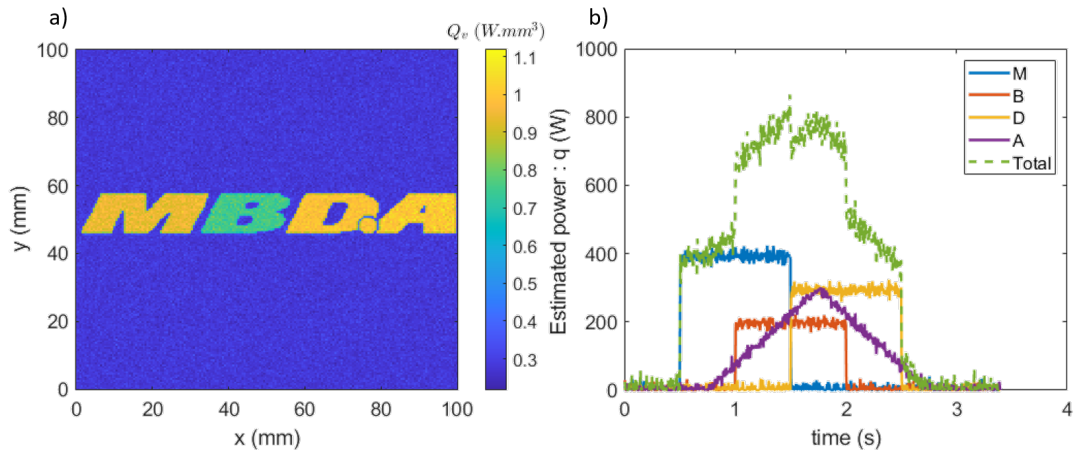 a)
Q_v (W.mm^3)
100
80
60
40
20
0
y (mm)
MBD.A
0
20
40
60
80
100
x (mm)
1.1
1
0.9
0.8
0.7
0.6
0.5
0.4
0.3
b)
1000
800
600
400
200
0
Estimated power : q (W)
M
B
D
A
Total
0
1
2
3
4
time (s)